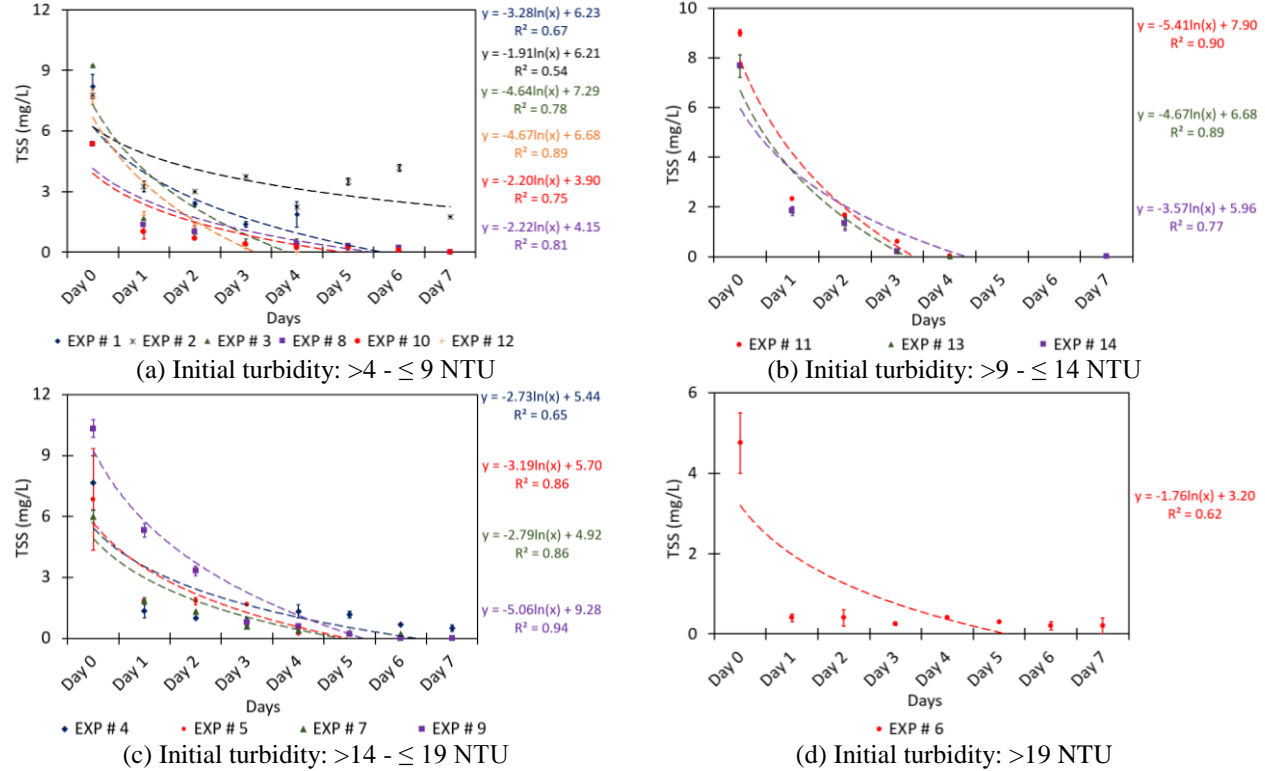 12
9
6
3
0
TSS (mg/L)
Day 0
Day 1
Day 2
Day 3
Day 4
Day 5
Day 6
Day 7
Days
y = -3.28ln(x) + 6.23
R² = 0.67
y = -1.91ln(x) + 6.21
R² = 0.54
y = -4.64ln(x) + 7.29
R² = 0.78
y = -4.67ln(x) + 6.68
R² = 0.89
y = -2.20ln(x) + 3.90
R² = 0.75
y = -2.22ln(x) + 4.15
R² = 0.81
EXP # 1 EXP # 2 EXP # 3 EXP # 8 EXP # 10 EXP # 12
(a) Initial turbidity: >4 - ≤ 9 NTU
10
8
6
4
2
0
TSS (mg/L)
Day 0
Day 1
Day 2
Day 3
Day 4
Day 5
Day 6
Day 7
Days
y = -5.41ln(x) + 7.90
R² = 0.90
y = -4.67ln(x) + 6.68
R² = 0.89
y = -3.57ln(x) + 5.96
R² = 0.77
EXP # 11 EXP # 13 EXP # 14
(b) Initial turbidity: >9 - ≤ 14 NTU
12
9
6
3
0
TSS (mg/L)
Day 0
Day 1
Day 2
Day 3
Day 4
Day 5
Day 6
Day 7
Days
y = -2.73ln(x) + 5.44
R² = 0.65
y = -3.19ln(x) + 5.70
R² = 0.86
y = -2.79ln(x) + 4.92
R² = 0.86
y = -5.06ln(x) + 9.28
R² = 0.94
EXP # 4 EXP # 5 EXP # 7 EXP # 9
(c) Initial turbidity: >14 - ≤ 19 NTU
6
4
2
0
TSS (mg/L)
Day 0
Day 1
Day 2
Day 3
Day 4
Day 5
Day 6
Day 7
Days
y = -1.76ln(x) + 3.20
R² = 0.62
EXP # 6
(d) Initial turbidity: >19 NTU